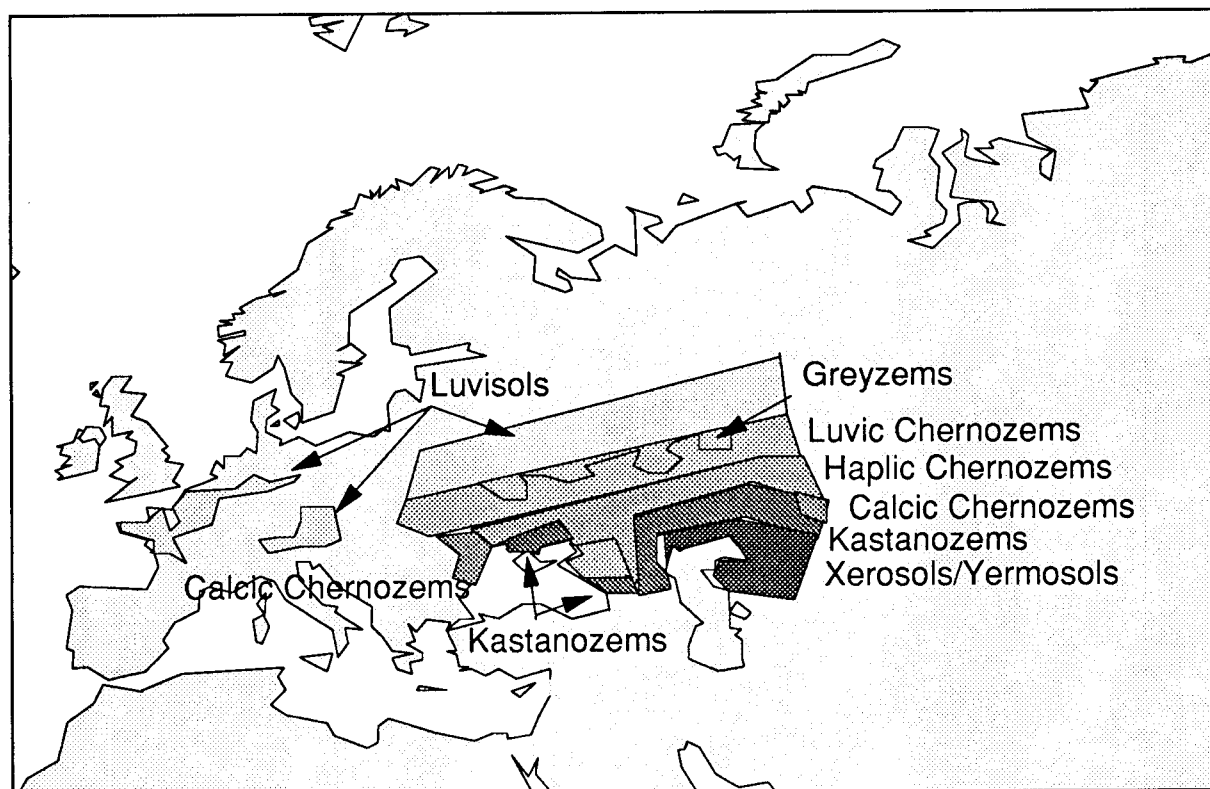 Luvisols
Greyzems
Luvic Chernozems
Haplic Chernozems
Calcic Chernozems
Kastanozems
Xerosols/Yermosols
Calcic Chernozems
Kastanozems